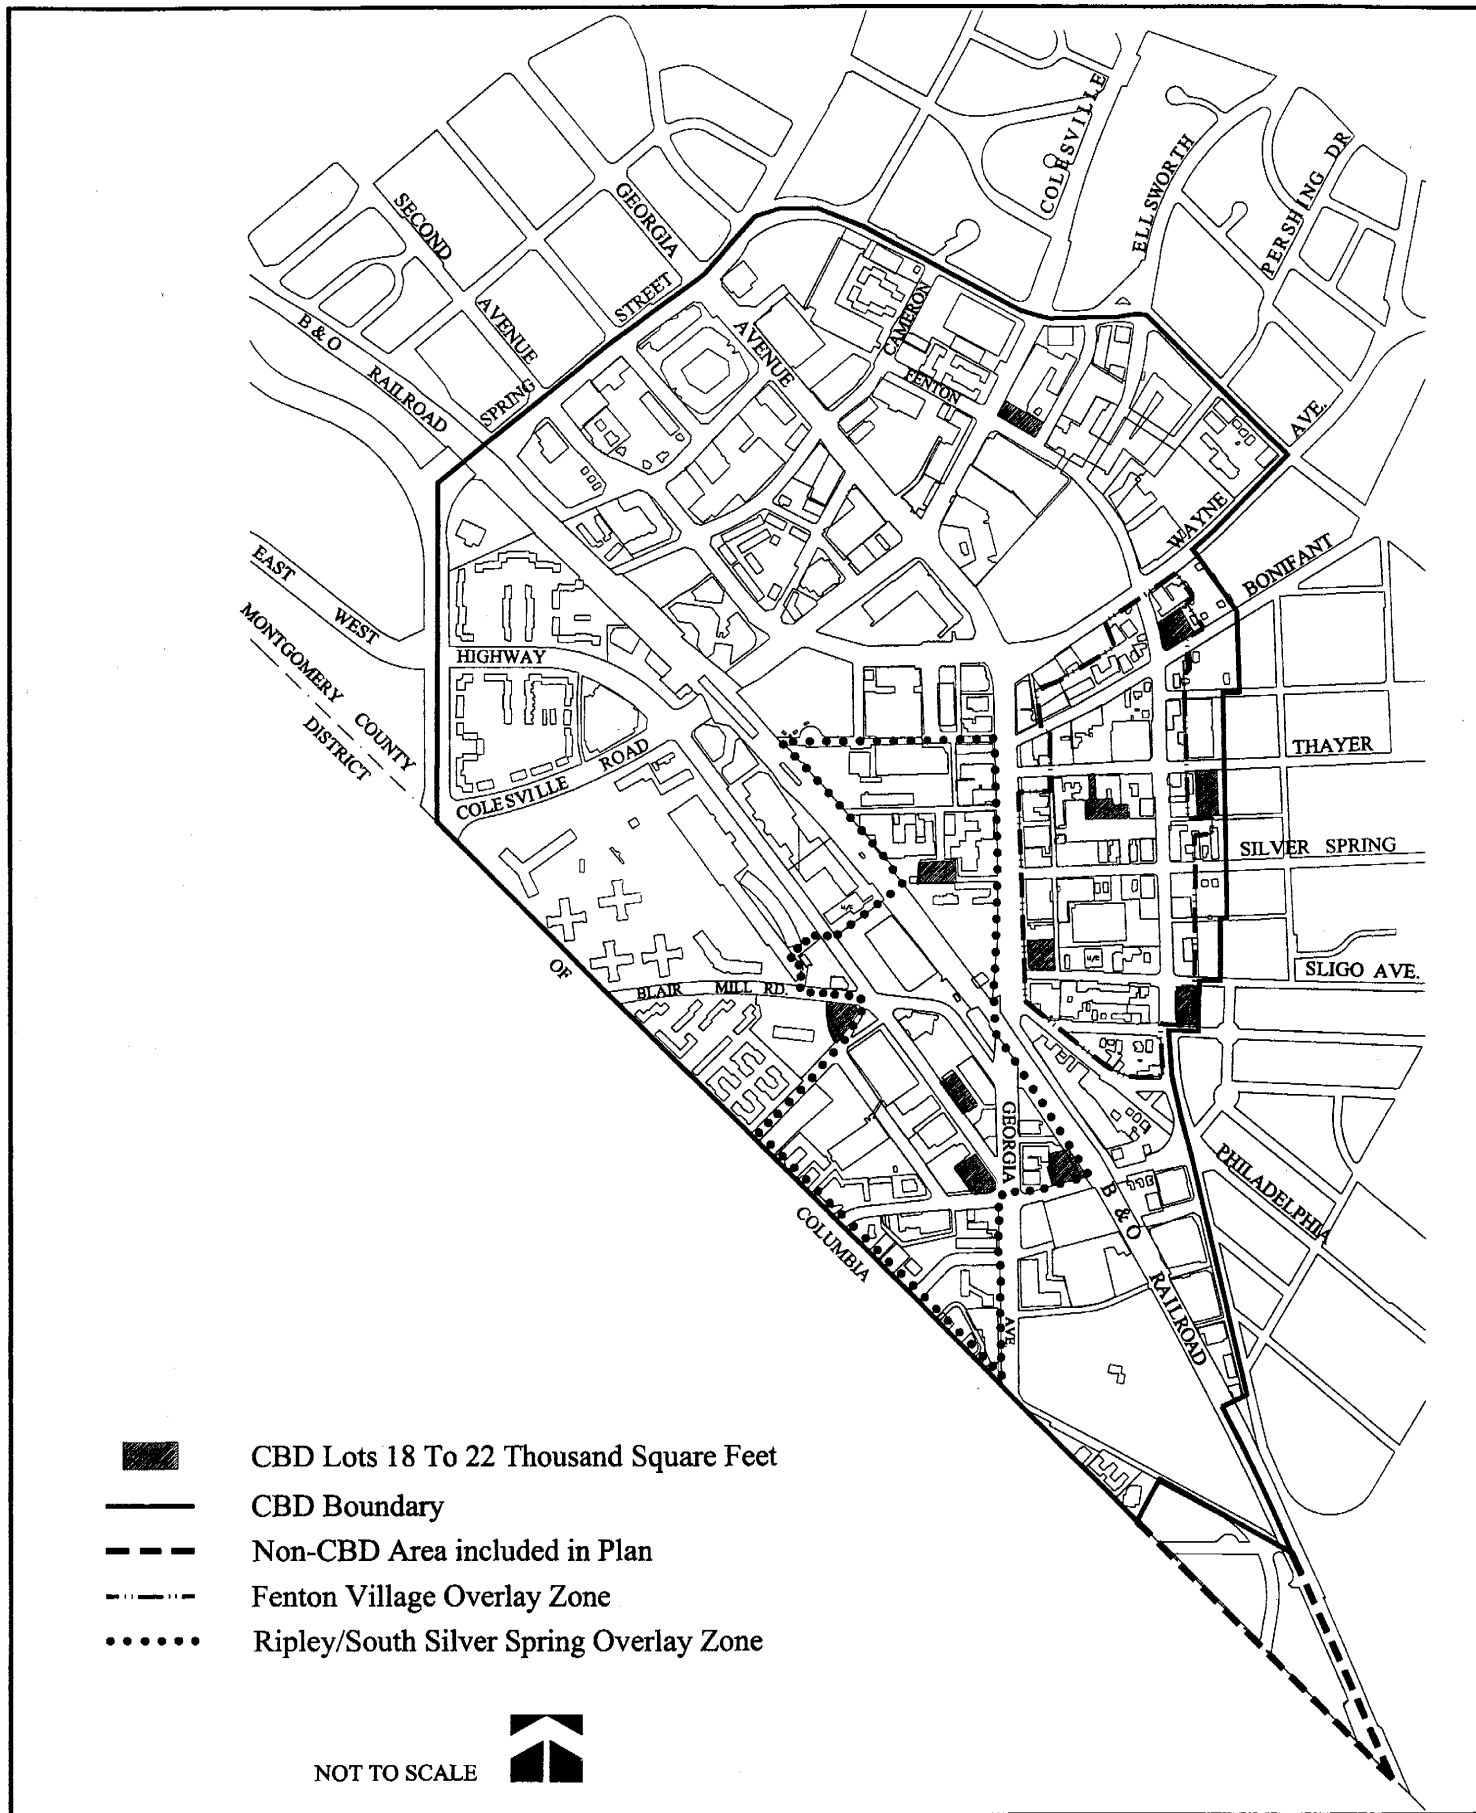 COLESVILLE
ELLSWORTH
PERSHING DR
SECOND
AVENUE
GEORGIA
AVENUE
SPRING
STREET
B & O
RAILROAD
CAMERON
FENTON
WAYNE
AVE.
BONIFANT
EAST
WEST
HIGHWAY
MONTGOMERY COUNTY
DISTRICT
COLESVILLE ROAD
THAYER
SILVER SPRING
SLIGO AVE.
OF
BLAIR MILL RD.
GEORGIA
AVE
COLUMBIA
B & O
RAILROAD
PHILADELPHIA
CBD Lots 18 To 22 Thousand Square Feet
CBD Boundary
Non-CBD Area included in Plan
Fenton Village Overlay Zone
Ripley/South Silver Spring Overlay Zone
NOT TO SCALE